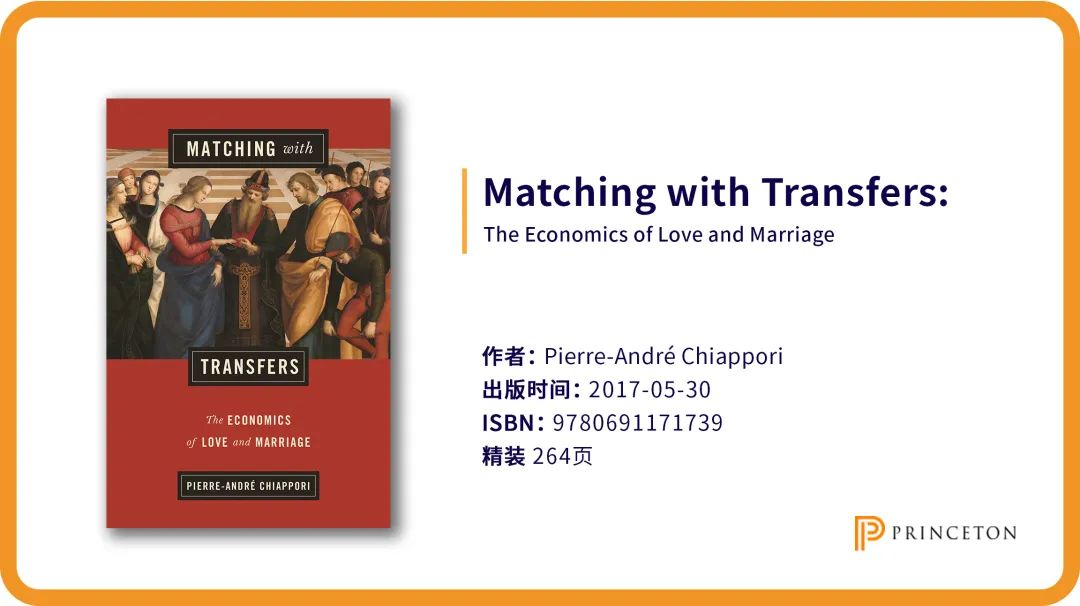 MATCHING with
TRANSFERS
The ECONOMICS
of LOVE and MARRIAGE
PIERRE-ANDRÉ CHIAPPORI
Matching with Transfers:
The Economics of Love and Marriage
作者：Pierre-André Chiappori
出版时间：2017-05-30
ISBN：9780691171739
精装 264页
PRINCETON